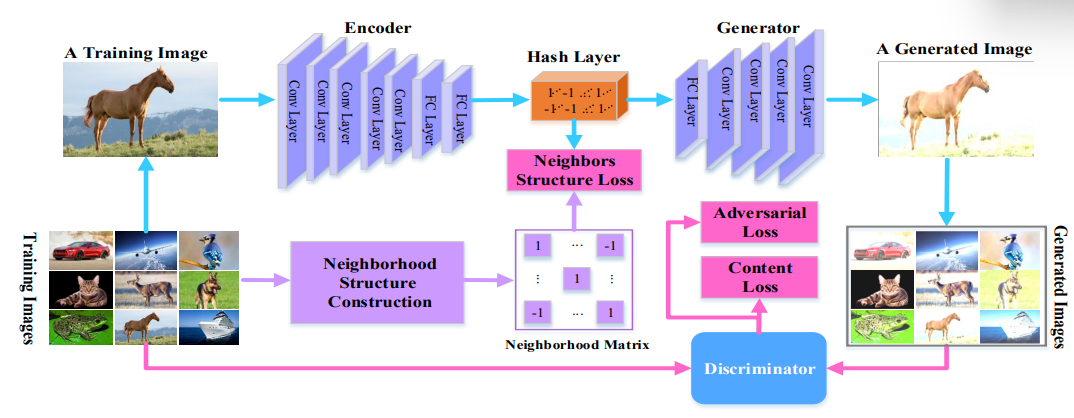 Encoder
Generator
A Training Image
Hash Layer
A Generated Image
Conv Layer
Conv Layer
Conv Layer
Conv Layer
Conv Layer
FC Layer
FC Layer
1⋰-1 ..⋰ 1⋰
-1⋰-1 ..⋰ 1⋰
FC Layer
Conv Layer
Conv Layer
Conv Layer
Conv Layer
Neighbors
Structure Loss
Adversarial
Loss
Training Images
Neighborhood
Structure
Construction
1 ... -1
⋮ 1 ⋮
-1 ... 1
Neighborhood Matrix
Content
Loss
Generated Images
Discriminator